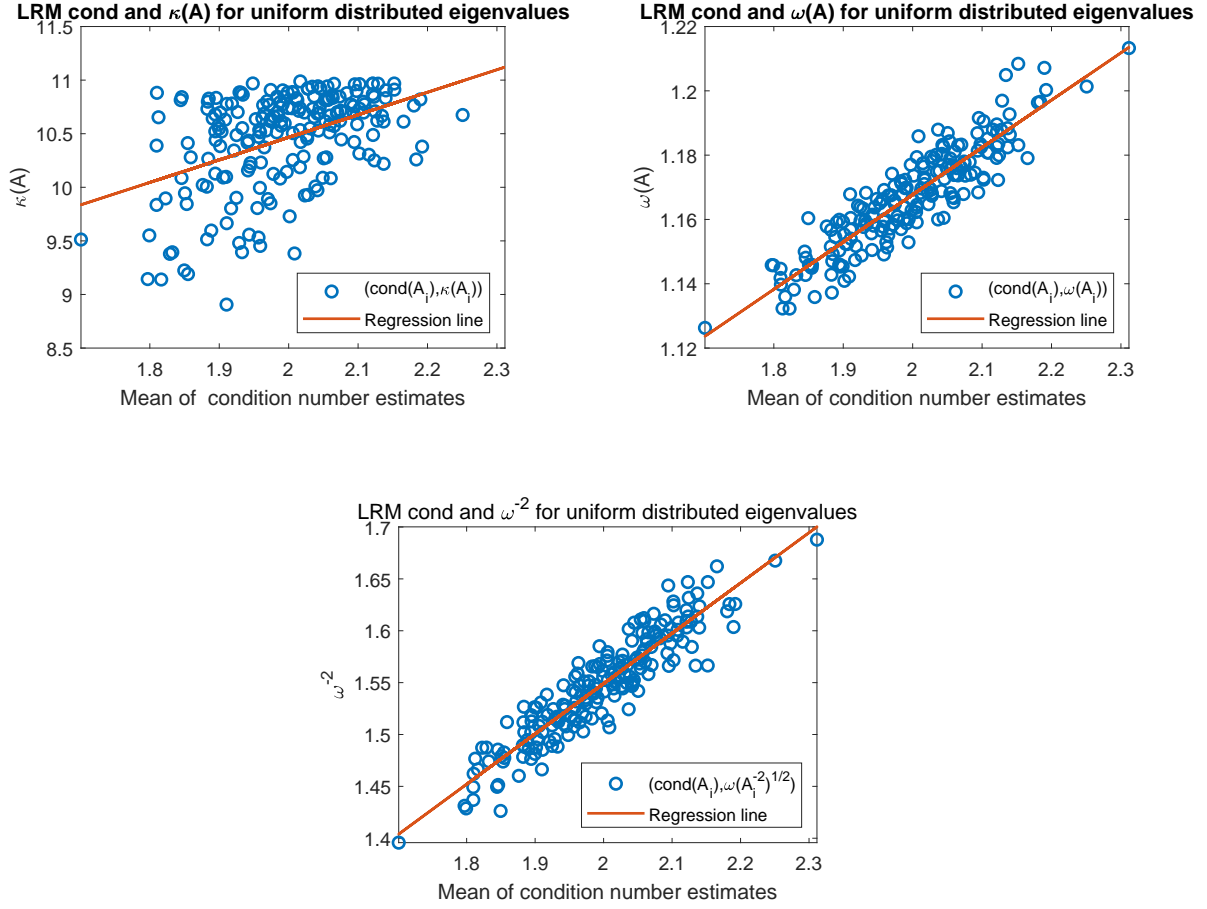 LRM cond and κ(A) for uniform distributed eigenvalues
11.5
11
10.5
10
9.5
9
8.5
κ(A)
1.8
1.9
2
2.1
2.2
2.3
Mean of condition number estimates
(cond(A_i),κ(A_i))
Regression line
LRM cond and ω(A) for uniform distributed eigenvalues
1.22
1.20
1.18
1.16
1.14
1.12
ω(A)
1.8
1.9
2
2.1
2.2
2.3
Mean of condition number estimates
(cond(A_i),ω(A_i))
Regression line
LRM cond and ω^-2 for uniform distributed eigenvalues
1.7
1.65
1.6
1.55
1.5
1.45
1.4
ω^-2
1.8
1.9
2
2.1
2.2
2.3
Mean of condition number estimates
(cond(A_i),ω(A_i^-2)^1/2)
Regression line